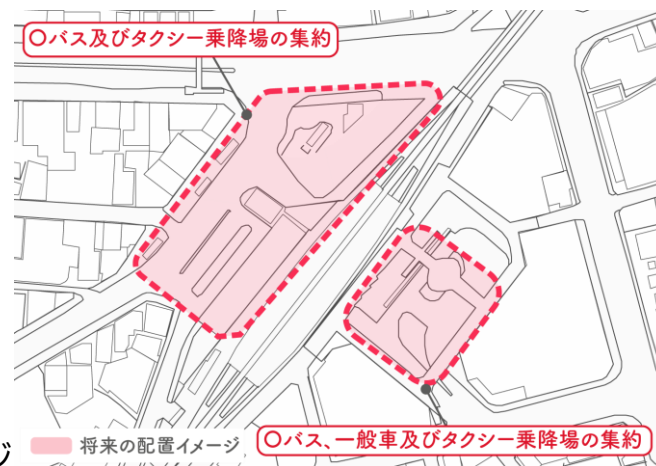 ○バス及びタクシー乗降場の集約
ジ
将来の配置イメージ
○バス、一般車及びタクシー乗降場の集約